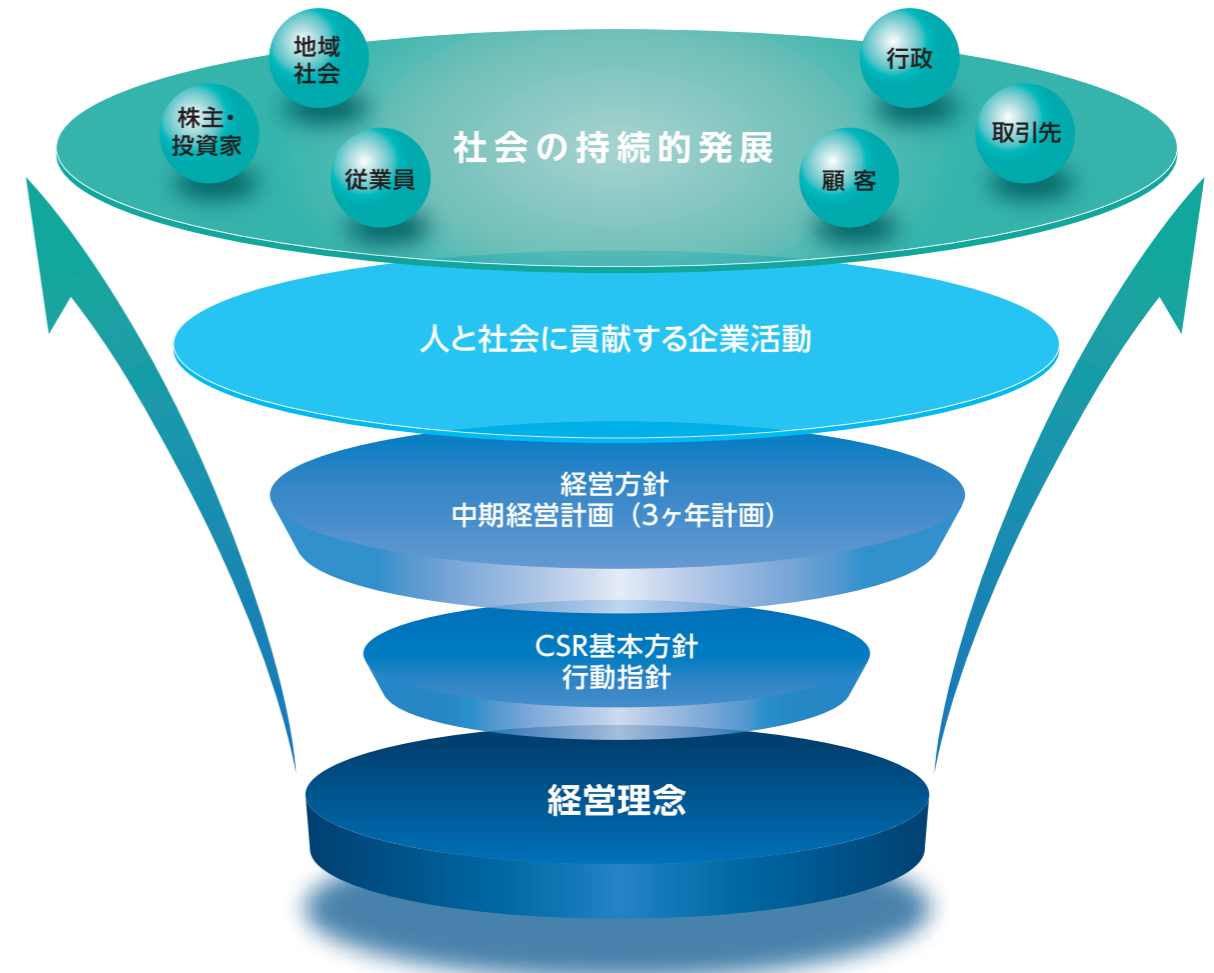 地域
社会
行政
株主・
投資家
社会の持続的発展
取引先
従業員
顧 客
人と社会に貢献する企業活動
経営方針
中期経営計画（3ヶ年計画）
CSR基本方針
行動指針
経営理念